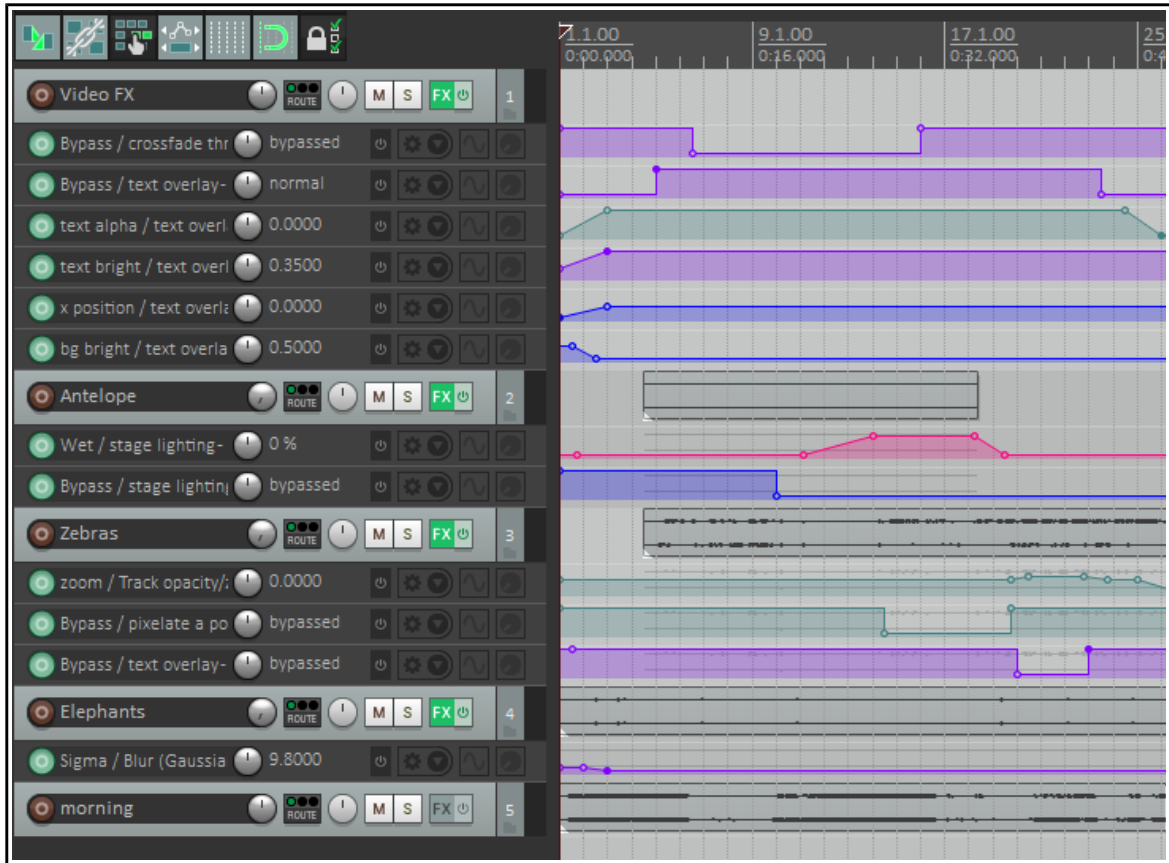 1.1.00 9.1.00 17.1.00 25
0:00.000 0:16.000 0:32.000 0:4
Video FX ROUTE M S FX 1
Bypass / crossfade thr bypassed
Bypass / text overlay- normal
text alpha / text overl 0.0000
text bright / text overl 0.3500
x position / text overla 0.0000
bg bright / text overla 0.5000
Antelope ROUTE M S FX 2
Wet / stage lighting- 0 %
Bypass / stage lighting bypassed
Zebras ROUTE M S FX 3
zoom / Track opacity/z 0.0000
Bypass / pixelate a po bypassed
Bypass / text overlay- bypassed
Elephants ROUTE M S FX 4
Sigma / Blur (Gaussia 9.8000
morning ROUTE M S FX 5